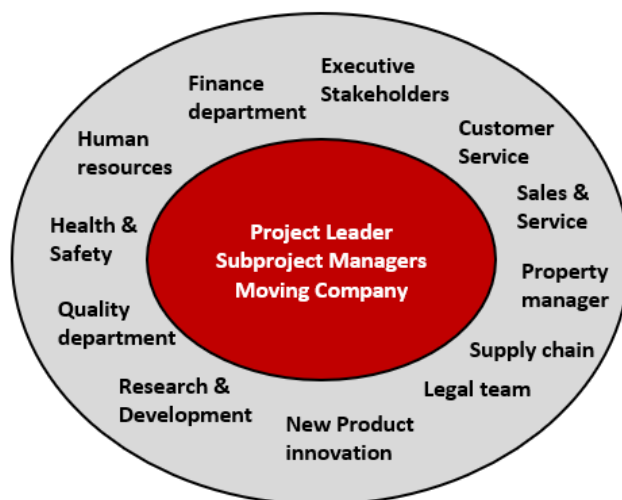 Executive
Stakeholders
Finance
department
Customer
Service
Human
resources
Sales &
Service
Health &
Safety
Project Leader
Subproject Managers
Moving Company
Property
manager
Quality
department
Supply chain
Research &
Development
Legal team
New Product
innovation